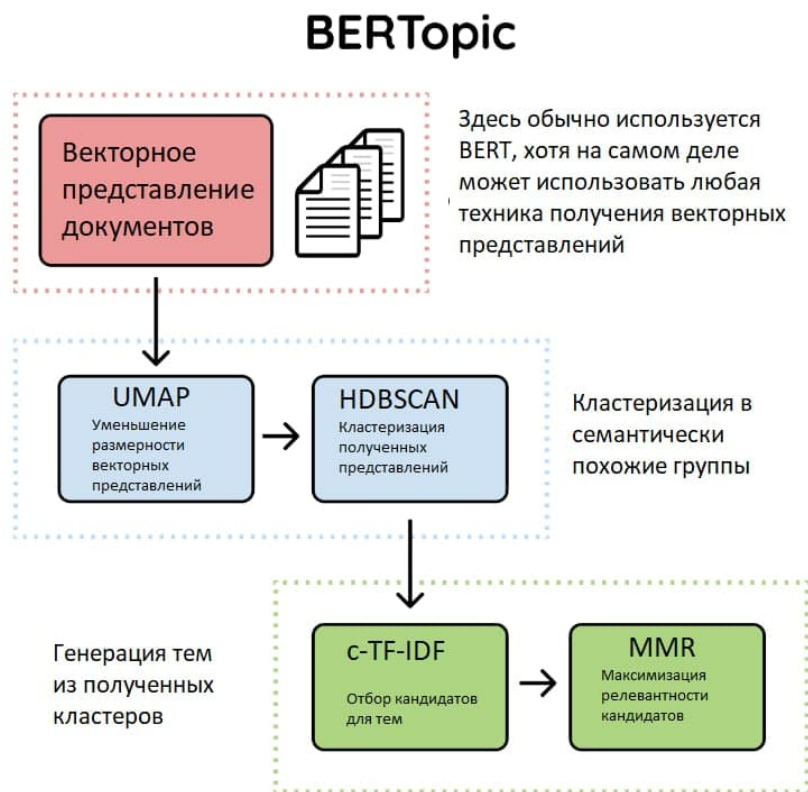 BERTopic
Векторное
представление
документов
Здесь обычно используется
BERT, хотя на самом деле
может использовать любая
техника получения векторных
представлений
UMAP
Уменьшение
размерности
векторных
представлений
HDBSCAN
Кластеризация
полученных
представлений
Кластеризация в
семантически
похожие группы
Генерация тем
из полученных
кластеров
c-TF-IDF
Отбор кандидатов
для тем
MMR
Максимизация
релевантности
кандидатов